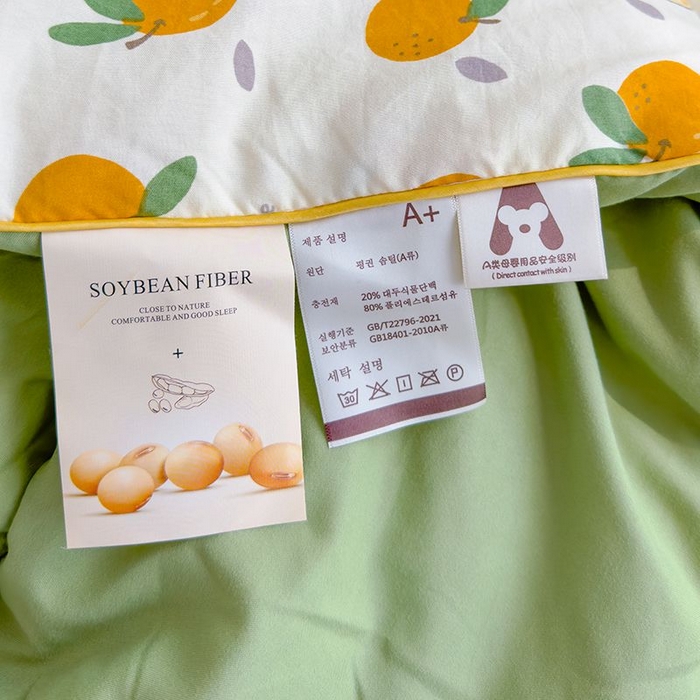 SOYBEAN FIBER
CLOSE TO NATURE
COMFORTABLE AND GOOD SLEEP
+
A+
제품 설명
원단 평직 솜털(A류)
충전재 20% 대두식물단백
80% 폴리에스테르섬유
실행기준 GB/T22796-2021
보안분류 GB18401-2010A류
세탁 설명
30
P
A类母婴用品安全级别
( Direct contact with skin )